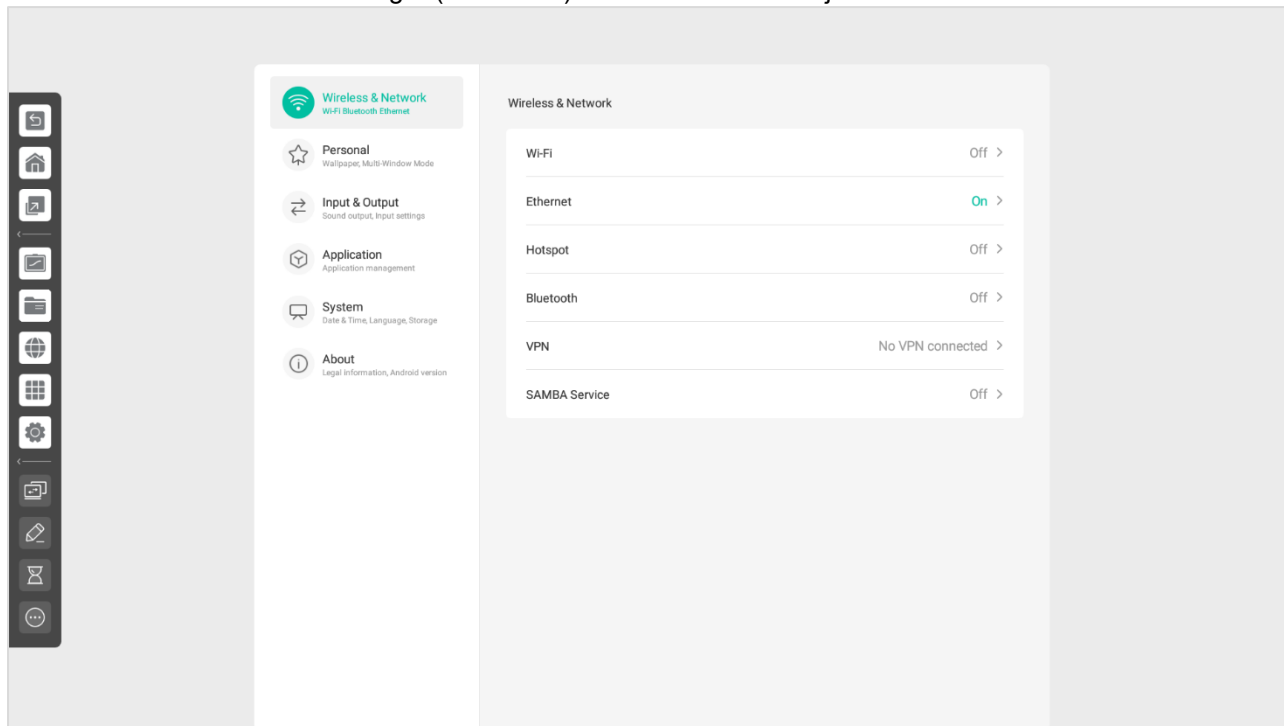 Wireless & Network
Wi-Fi Bluetooth Ethernet
Personal
Wallpaper, Multi-Window Mode
Input & Output
Sound output, Input settings
Application
Application management
System
Date & Time, Language, Storage
About
Legal information, Android version
Wireless & Network
Wi-Fi Off >
Ethernet On >
Hotspot Off >
Bluetooth Off >
VPN No VPN connected >
SAMBA Service Off >